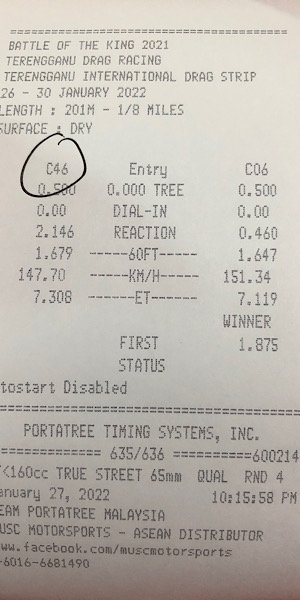 BATTLE OF THE KING 2021
TERENGGANU DRAG RACING
TERENGGANU INTERNATIONAL DRAG STRIP
26 - 30 JANUARY 2022
LENGTH : 201M - 1/8 MILES
SURFACE : DRY
C46 Entry C06
0.500 0.000 TREE 0.500
0.00 DIAL-IN 0.00
2.146 REACTION 0.460
1.679 -----60FT----- 1.647
147.70 -----KM/H----- 151.34
7.308 ------ET------ 7.119
WINNER
FIRST 1.875
STATUS
tostart Disabled
PORTATREE TIMING SYSTEMS, INC.
============ 635/636 ==========600214
<160cc TRUE STREET 65mm QUAL RND 4
anuary 27, 2022 10:15:58 PM
EAM PORTATREE MALAYSIA
USC MOTORSPORTS - ASEAN DISTRIBUTOR
ww.facebook.com/muscmotorsports
-6016-6681490